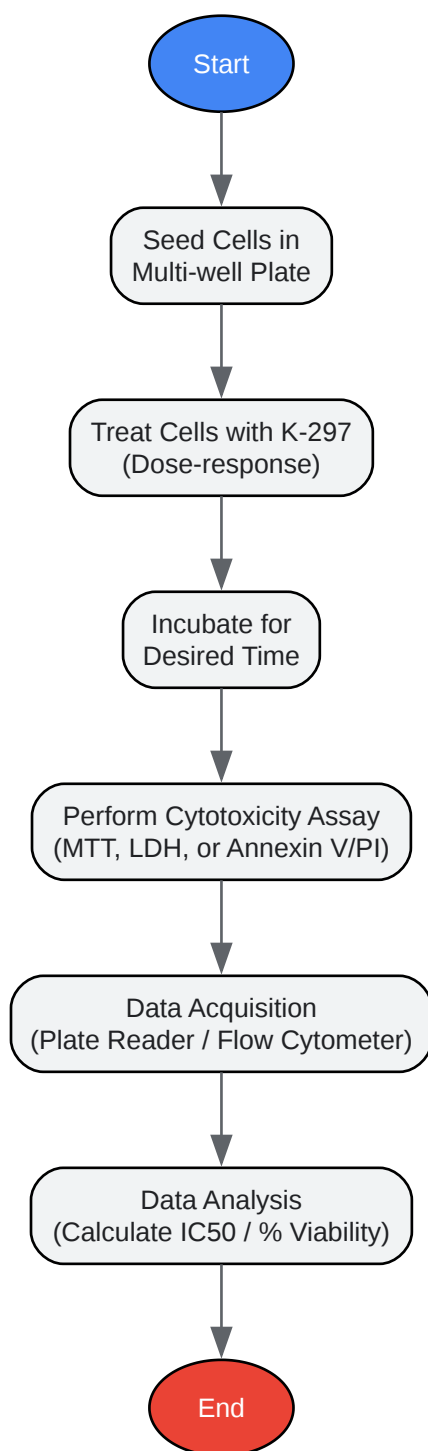 Start
Seed Cells in
Multi-well Plate
Treat Cells with K-297
(Dose-response)
Incubate for
Desired Time
Perform Cytotoxicity Assay
(MTT, LDH, or Annexin V/PI)
Data Acquisition
(Plate Reader / Flow Cytometer)
Data Analysis
(Calculate IC50 / % Viability)
End